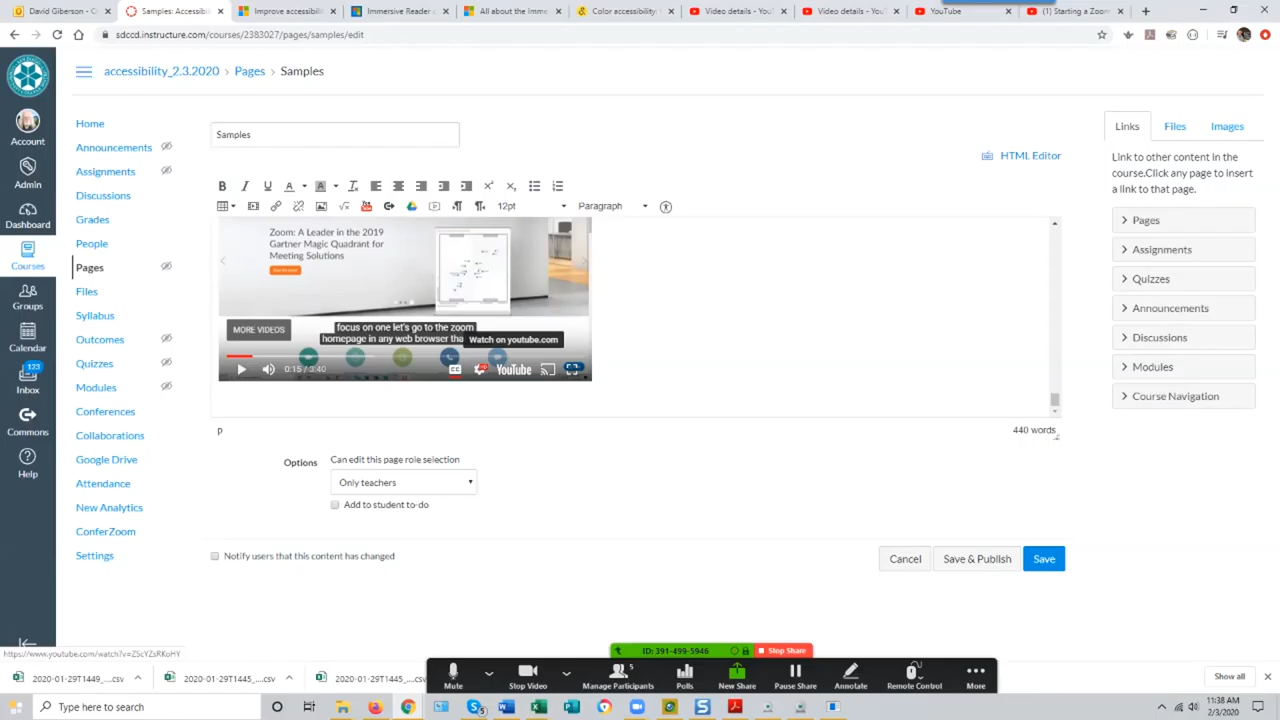 David Giberson - C
Samples: Accessibi
Improve accessibili
Immersive Reader
All about the Imme
Color accessibility
Video details - YouT
Video details - YouT
YouTube
(1) Starting a Zoom
sdccd.instructure.com/courses/2383027/pages/samples/edit
accessibility_2.3.2020 > Pages > Samples
Account
Admin
Dashboard
Courses
Groups
Calendar
123
Inbox
Commons
Help
Home
Announcements
Assignments
Discussions
Grades
People
Pages
Files
Syllabus
Outcomes
Quizzes
Modules
Conferences
Collaborations
Google Drive
Attendance
New Analytics
ConferZoom
Settings
Samples
HTML Editor
12pt Paragraph
Zoom: A Leader in the 2019
Gartner Magic Quadrant for
Meeting Solutions
MORE VIDEOS
focus on one let's go to the zoom
homepage in any web browser tha
Watch on youtube.com
0:15 / 3:40
CC
YouTube
p
440 words
Options
Can edit this page role selection
Only teachers
Add to student to-do
Notify users that this content has changed
Cancel
Save & Publish
Save
Links Files Images
Link to other content in the
course.Click any page to insert
a link to that page.
Pages
Assignments
Quizzes
Announcements
Discussions
Modules
Course Navigation
https://www.youtube.com/watch?v=ZScYZsRKoHY
ID: 391-499-5946
Stop Share
2020-01-29T1449_....csv
2020-01-29T1445_....csv
2020-01-29T1445_....csv
Show all
Mute
Stop Video
5
Manage Participants
Polls
New Share
Pause Share
Annotate
Remote Control
More
Type here to search
11:38 AM
2/3/2020